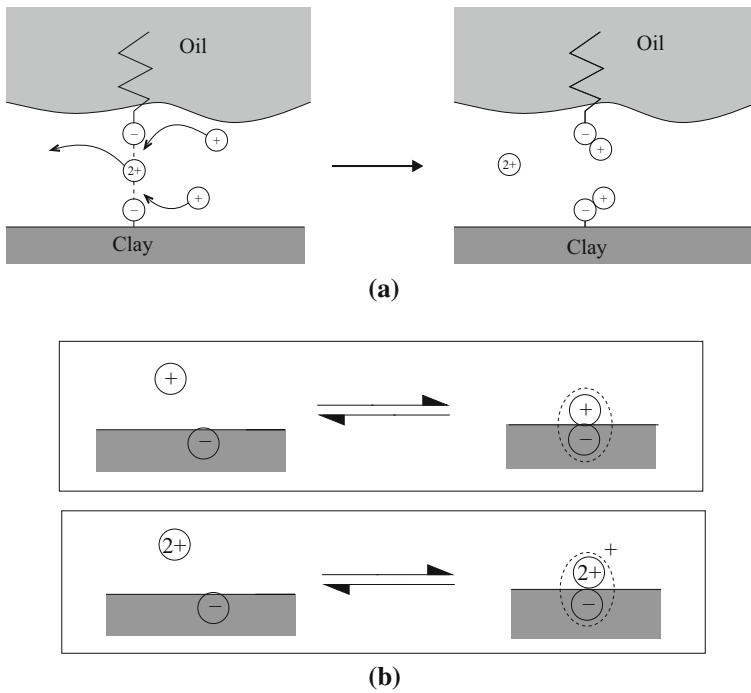 Oil Oil
− + −
+
2+ 2+
+ +
− −
Clay Clay
(a)
+ +
− −
2+ 2+ +
− −
(b)